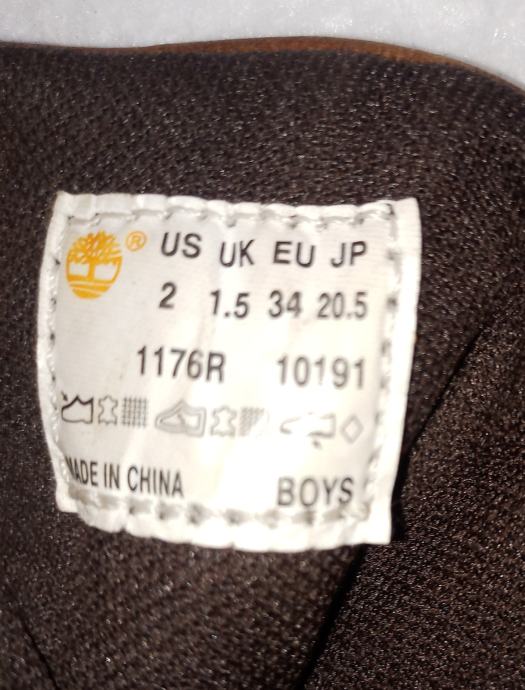 ® US UK EU JP
2 1.5 34 20.5
1176R 10191
MADE IN CHINA BOYS